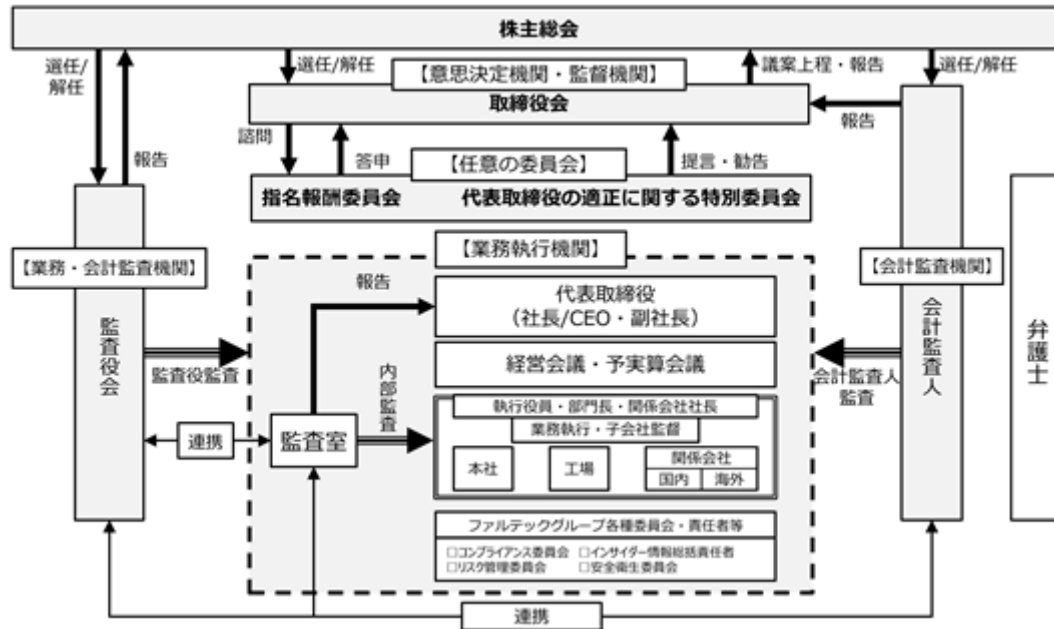 株主総会
選任/
解任
報告
選任/解任
【意思決定機関・監督機関】
議案上程・報告
選任/解任
取締役会
報告
諮問
答申
【任意の委員会】
提言・勧告
指名報酬委員会
代表取締役の適正に関する特別委員会
【業務執行機関】
【業務・会計監査機関】
【会計監査機関】
監査役会
会計監査人
弁護士
報告
代表取締役
(社長/CEO・副社長)
経営会議・予実算会議
監査役監査
内部監査
会計監査人
監査
執行役員・部門長・関係会社社長
業務執行・子会社監督
連携
監査室
本社
工場
関係会社
国内
海外
ファルテックグループ各種委員会・責任者等
□コンプライアンス委員会 □インサイダー情報総括責任者
□リスク管理委員会 □安全衛生委員会
連携